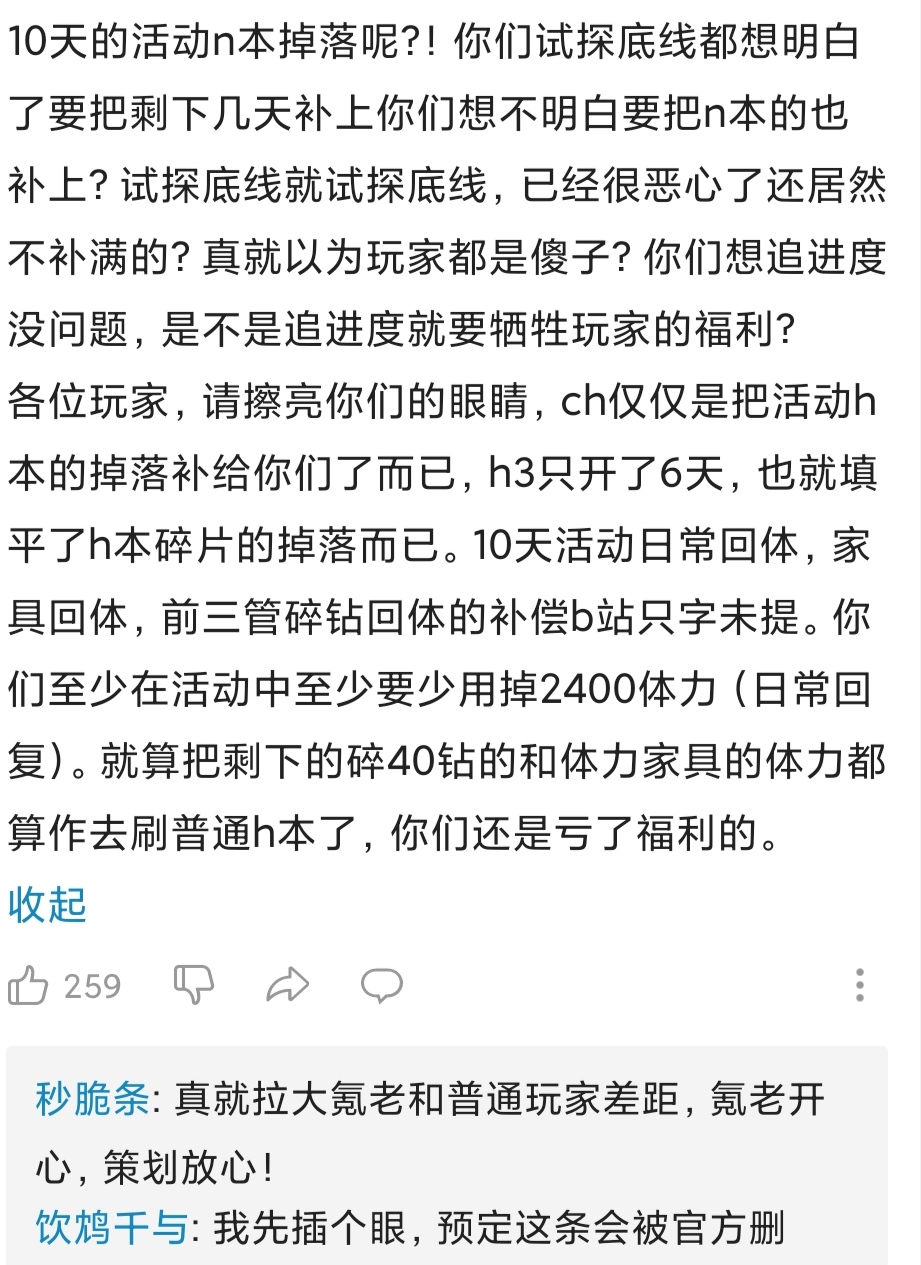 10天的活动n本掉落呢?! 你们试探底线都想明白
了要把剩下几天补上你们想不明白要把n本的也
补上? 试探底线就试探底线, 已经很恶心了还居然
不补满的? 真就以为玩家都是傻子? 你们想追进度
没问题, 是不是追进度就要牺牲玩家的福利?
各位玩家, 请擦亮你们的眼睛, ch仅仅是把活动h
本的掉落补给你们了而已, h3只开了6天, 也就填
平了h本碎片的掉落而已。10天活动日常回体, 家
具回体, 前三管碎钻回体的补偿b站只字未提。你
们至少在活动中至少要少用掉2400体力 (日常回
复)。就算把剩下的碎40钻的和体力家具的体力都
算作去刷普通h本了, 你们还是亏了福利的。
收起
259
秒脆条: 真就拉大氪老和普通玩家差距, 氪老开
心, 策划放心!
饮鸩千与: 我先插个眼, 预定这条会被官方删